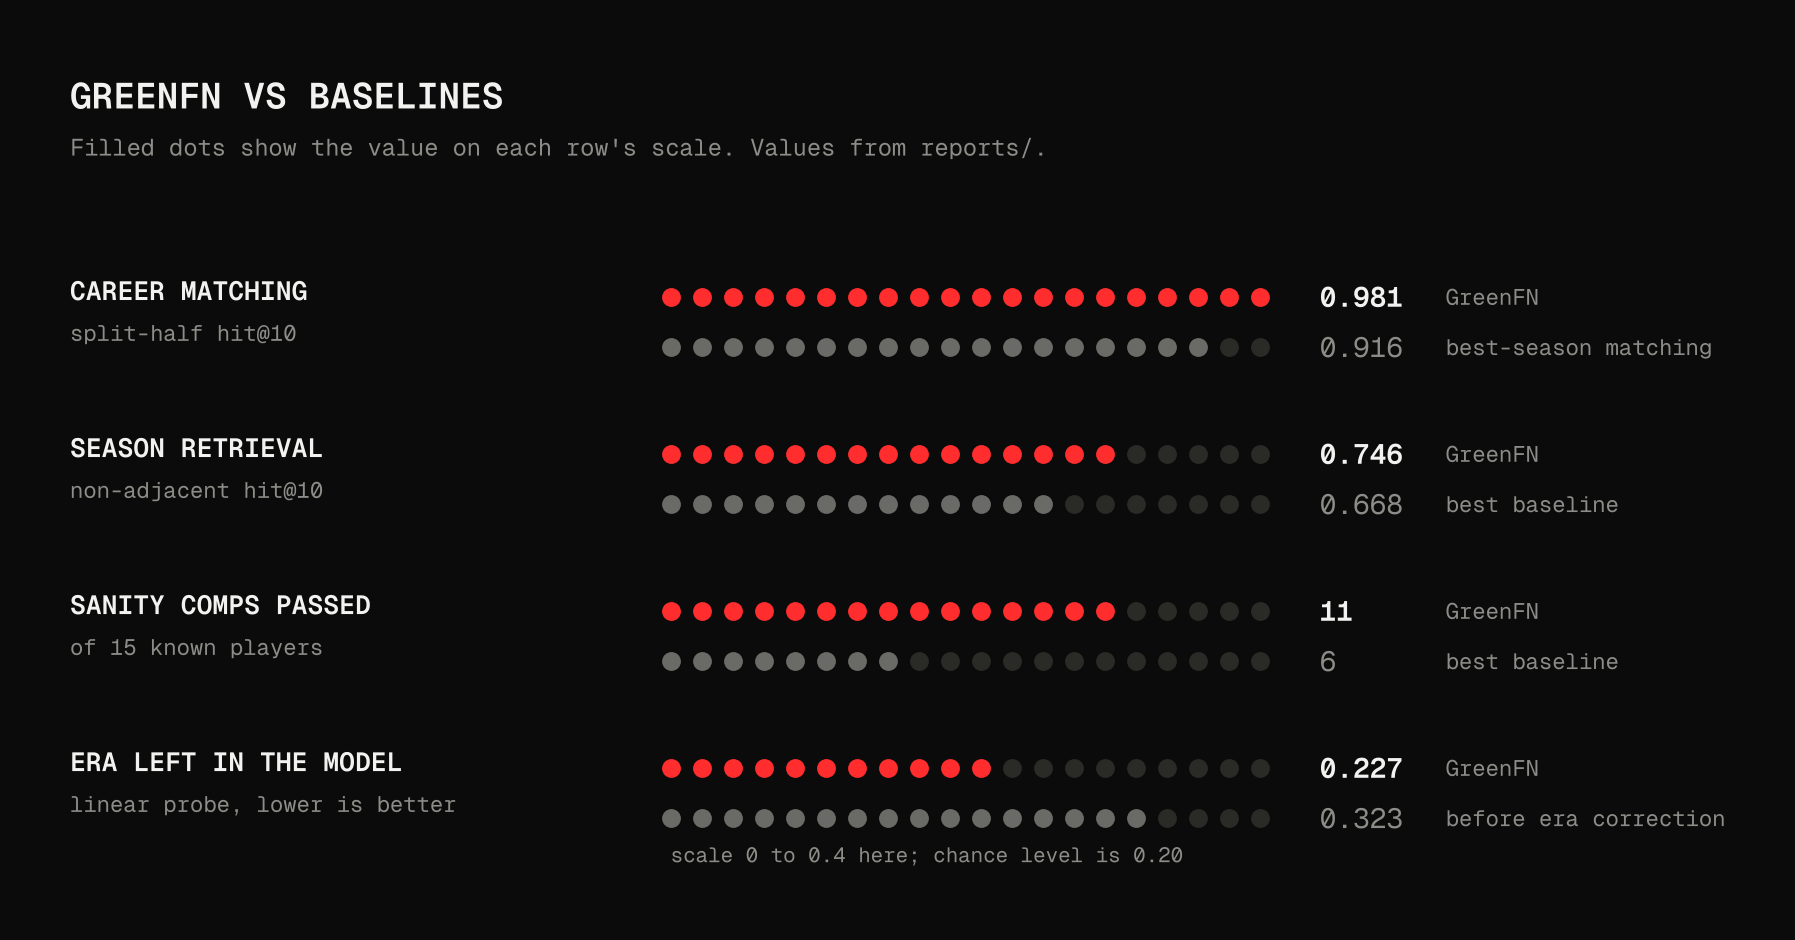 GREENFN VS BASELINES
Filled dots show the value on each row's scale. Values from reports/.
CAREER MATCHING
split-half hit@10
0.981 GreenFN
0.916 best-season matching
SEASON RETRIEVAL
non-adjacent hit@10
0.746 GreenFN
0.668 best baseline
SANITY COMPS PASSED
of 15 known players
11 GreenFN
6 best baseline
ERA LEFT IN THE MODEL
linear probe, lower is better
0.227 GreenFN
0.323 before era correction
scale 0 to 0.4 here; chance level is 0.20